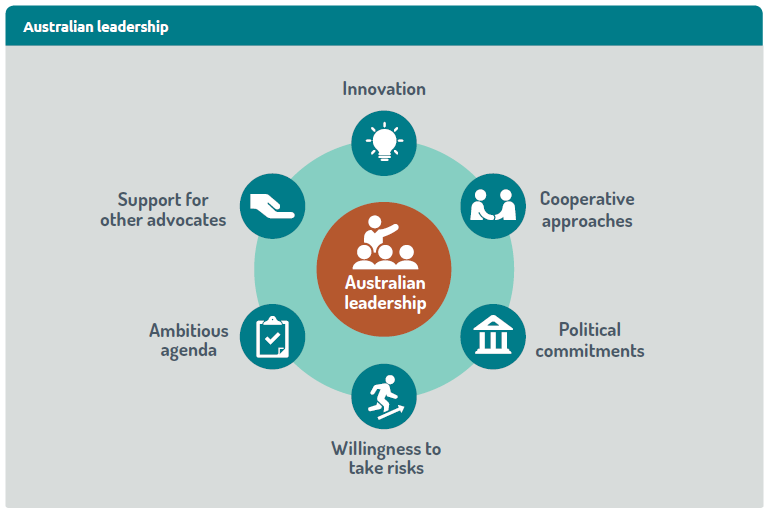 Australian leadership
Innovation
Support for
other advocates
Cooperative
approaches
Australian
leadership
Ambitious
agenda
Political
commitments
Willingness to
take risks